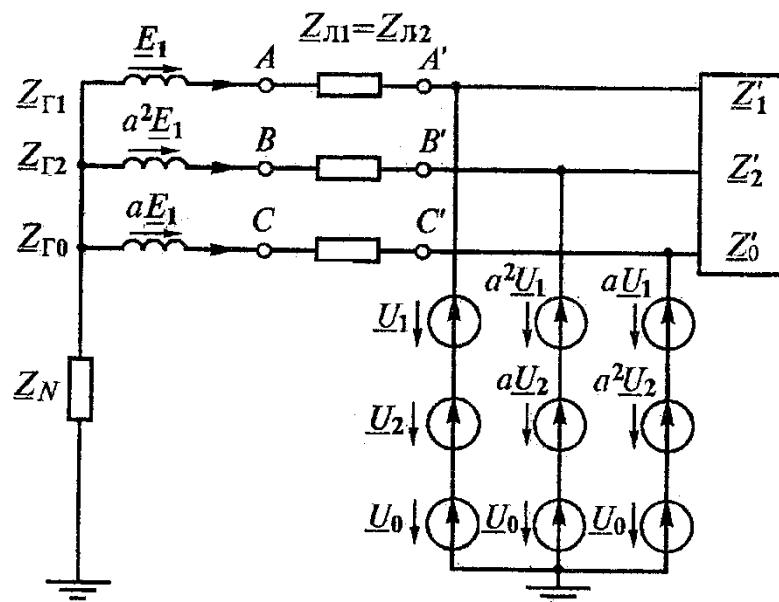 Z_Л1=Z_Л2
E_1 A A′
Z_Г1 Z′_1
a²E_1 B B′
Z_Г2 Z′_2
aE_1 C C′
Z_Г0 Z′_0
U_1 a²U_1 aU_1
Z_N
U_2 aU_2 a²U_2
U_0 U_0 U_0